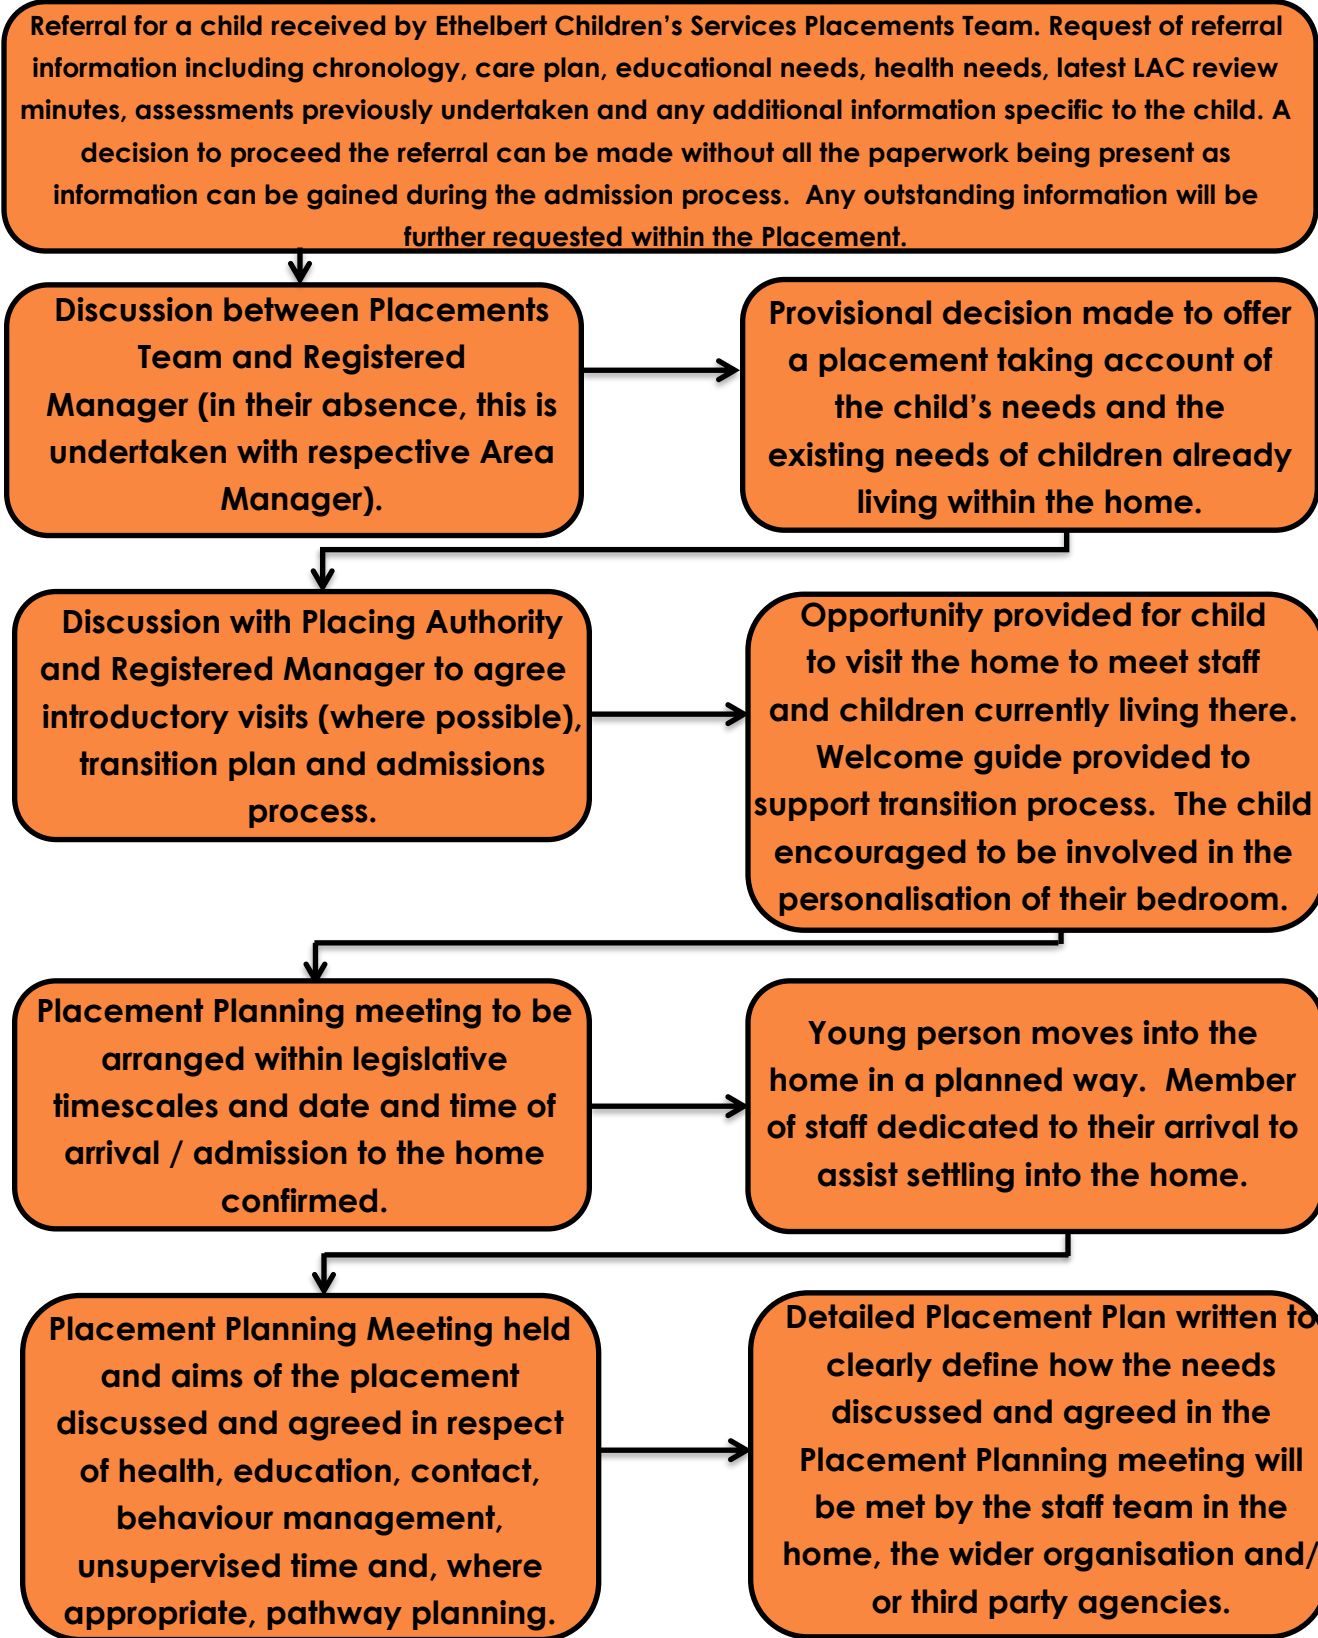 Referral for a child received by Ethelbert Children’s Services Placements Team. Request of referral
information including chronology, care plan, educational needs, health needs, latest LAC review
minutes, assessments previously undertaken and any additional information specific to the child. A
decision to proceed the referral can be made without all the paperwork being present as
information can be gained during the admission process. Any outstanding information will be
further requested within the Placement.
Discussion between Placements
Team and Registered
Manager (in their absence, this is
undertaken with respective Area
Manager).
Provisional decision made to offer
a placement taking account of
the child’s needs and the
existing needs of children already
living within the home.
Discussion with Placing Authority
and Registered Manager to agree
introductory visits (where possible),
transition plan and admissions
process.
Opportunity provided for child
to visit the home to meet staff
and children currently living there.
Welcome guide provided to
support transition process. The child
encouraged to be involved in the
personalisation of their bedroom.
Placement Planning meeting to be
arranged within legislative
timescales and date and time of
arrival / admission to the home
confirmed.
Young person moves into the
home in a planned way. Member
of staff dedicated to their arrival to
assist settling into the home.
Placement Planning Meeting held
and aims of the placement
discussed and agreed in respect
of health, education, contact,
behaviour management,
unsupervised time and, where
appropriate, pathway planning.
Detailed Placement Plan written to
clearly define how the needs
discussed and agreed in the
Placement Planning meeting will
be met by the staff team in the
home, the wider organisation and/
or third party agencies.